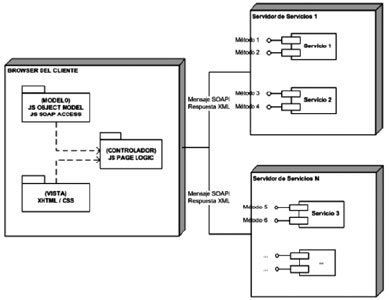 Servidor de Servicios 1
Método 1
Método 2
Servicio 1
Método 3
Método 4
Servicio 2
BROWSER DEL CLIENTE
(MODELO)
JS OBJECT MODEL
JS SOAP ACCESS
(CONTROLADOR)
JS PAGE LOGIC
(VISTA)
XHTML / CSS
Mensaje SOAP/
Respuesta XML
Mensaje SOAP/
Respuesta XML
Servidor de Servicios N
Método 5
Método 6
Servicio 3
...
...
...